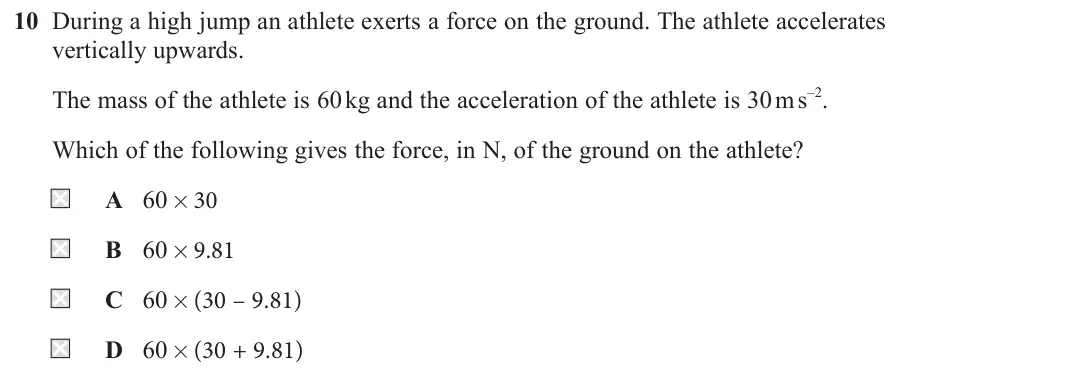 10 During a high jump an athlete exerts a force on the ground. The athlete accelerates
vertically upwards.
The mass of the athlete is 60 kg and the acceleration of the athlete is 30 m s⁻².
Which of the following gives the force, in N, of the ground on the athlete?
A 60 × 30
B 60 × 9.81
C 60 × (30 – 9.81)
D 60 × (30 + 9.81)